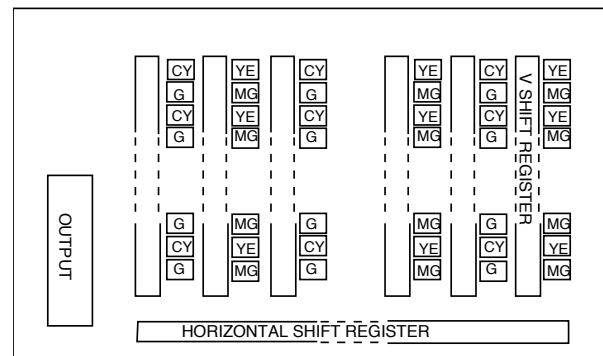 CY YE CY YE CY YE
G MG G MG G MG
CY YE CY YE CY YE
G MG G MG G MG
V SHIFT REGISTER
G MG G MG G MG
CY YE CY YE CY YE
G MG G MG G MG
OUTPUT
HORIZONTAL SHIFT REGISTER